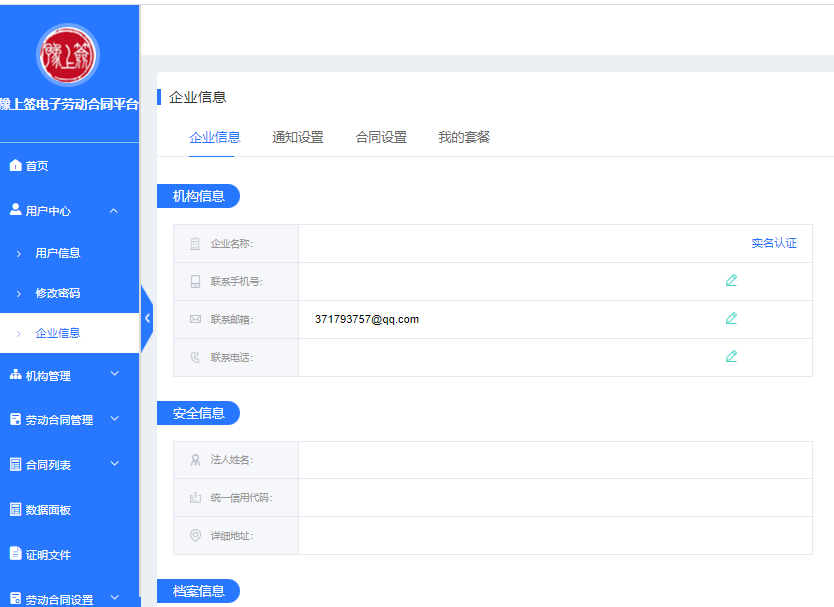 豫上签
豫上签电子劳动合同平台
首页
用户中心
用户信息
修改密码
企业信息
机构管理
劳动合同管理
合同列表
数据面板
证明文件
劳动合同设置
企业信息
企业信息 通知设置 合同设置 我的套餐
机构信息
企业名称: 实名认证
联系手机号:
联系邮箱: 371793757@qq.com
联系电话:
安全信息
法人姓名:
统一信用代码:
详细地址:
档案信息